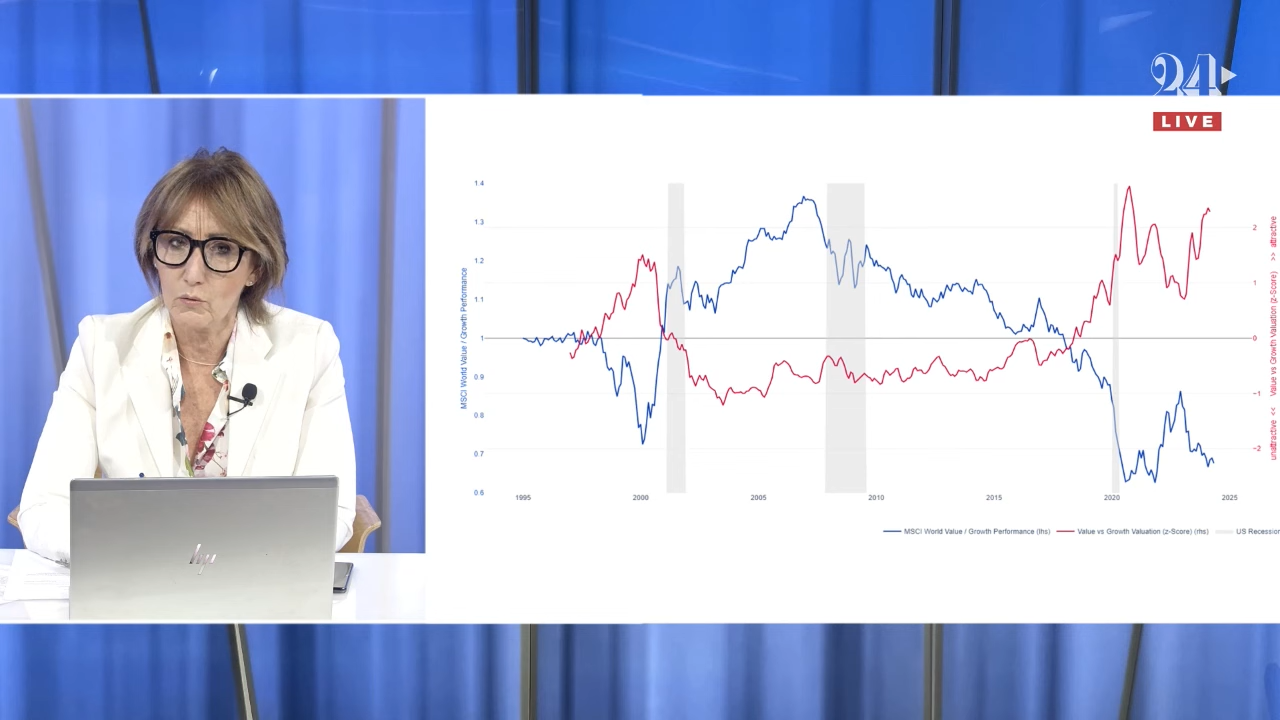 24
LIVE
1.4
1.3
1.2
1.1
1
0.9
0.8
0.7
0.6
MSCI World Value / Growth Performance
2
1
0
−1
−2
unattractive << Value vs Growth Valuation (z-Score) >> attractive
1995 2000 2005 2010 2015 2020 2025
MSCI World Value / Growth Performance (lhs) Value vs Growth Valuation (z-Score) (rhs) US Recession
hp